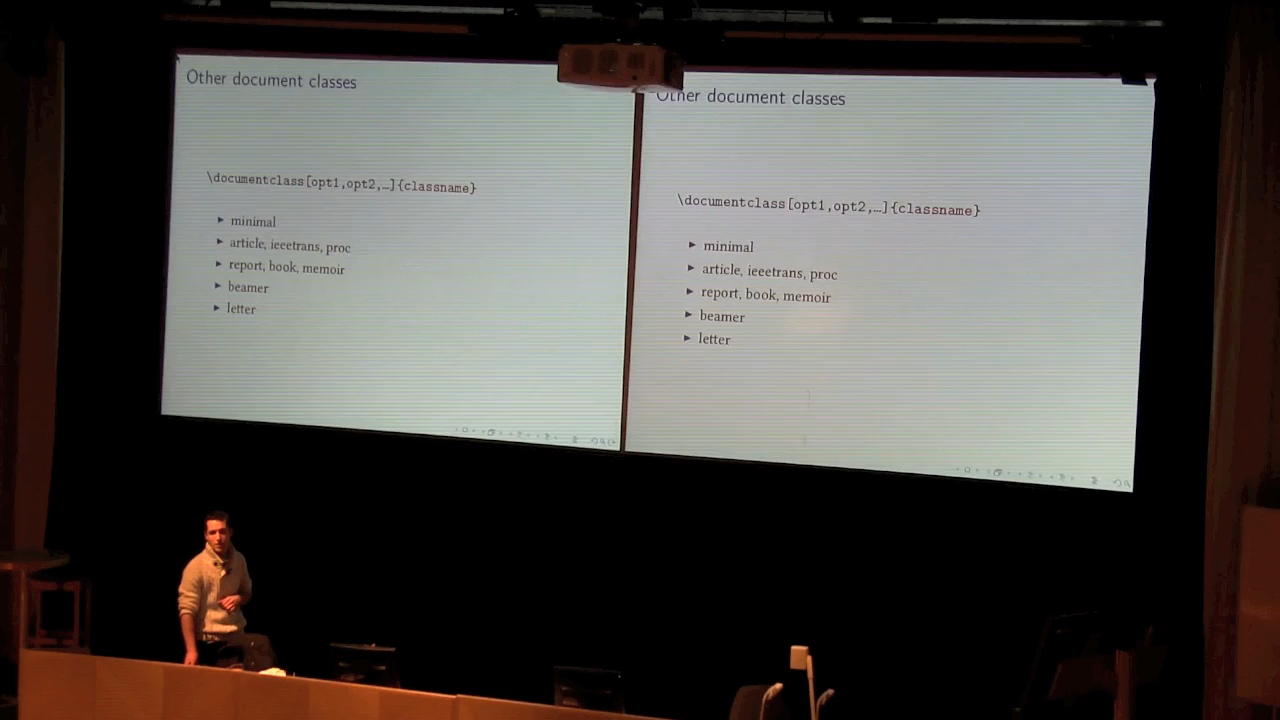 Other document classes
\documentclass[opt1,opt2,…]{classname}
▶ minimal
▶ article, ieeetrans, proc
▶ report, book, memoir
▶ beamer
▶ letter
Other document classes
\documentclass[opt1,opt2,…]{classname}
▶ minimal
▶ article, ieeetrans, proc
▶ report, book, memoir
▶ beamer
▶ letter